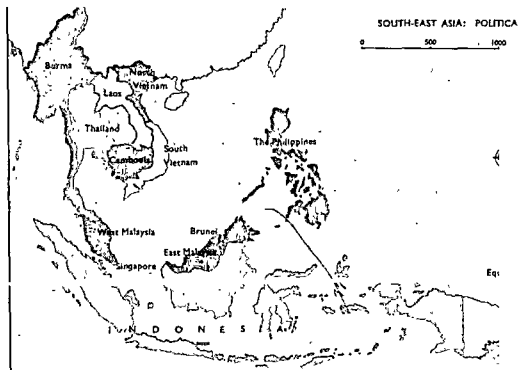 SOUTH-EAST ASIA: POLITICA
0 500 1000
Burma
North
Vietnam
Laos
Thailand
Cambodia
South
Vietnam
The Philippines
West Malaysia
Brunei
East Malaysia
Singapore
Equ
I N D O N E S I A